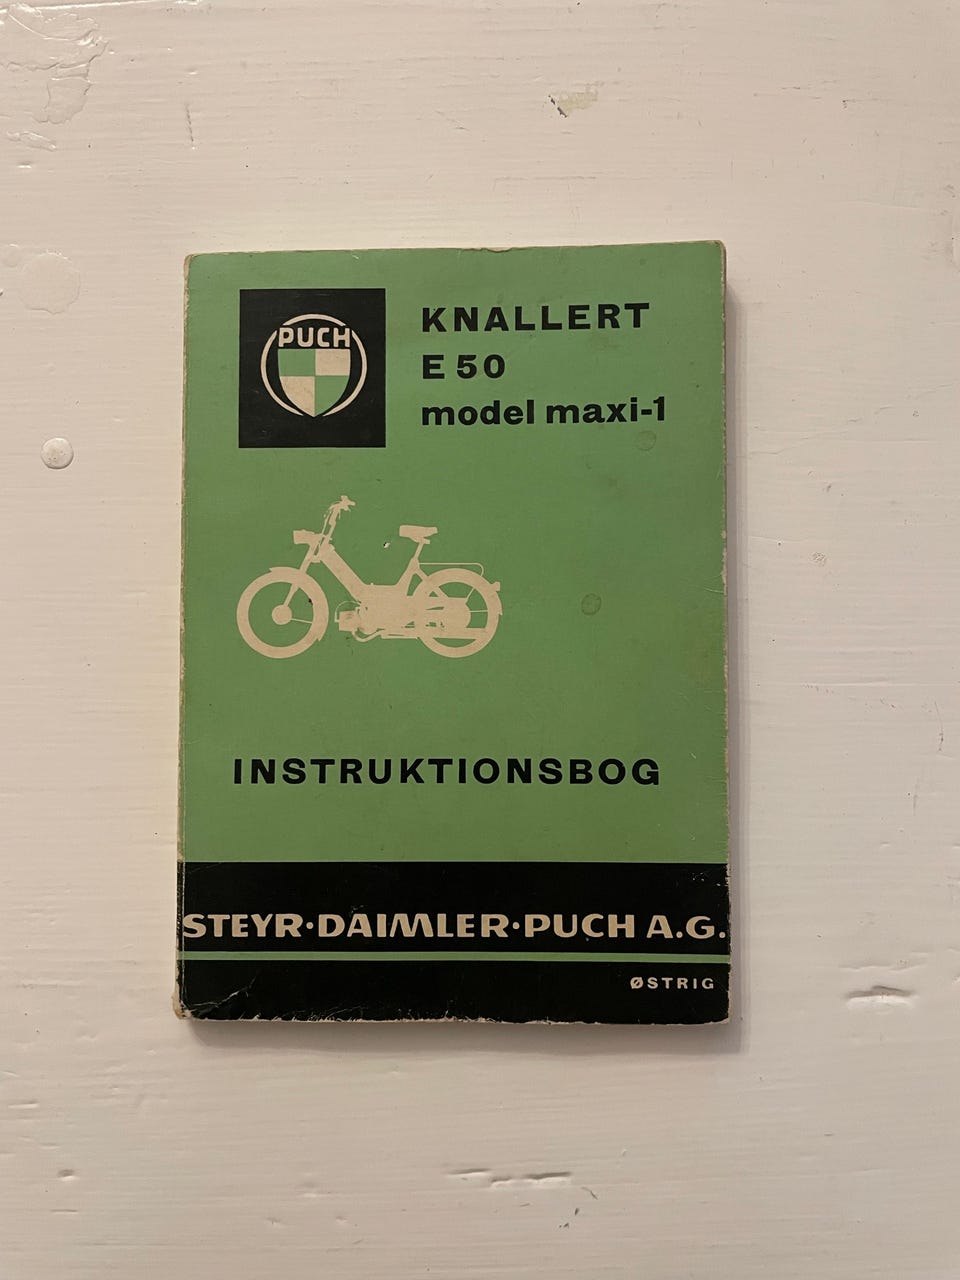 PUCH
KNALLERT
E 50
model maxi-1
INSTRUKTIONSBOG
STEYR·DAIMLER·PUCH A.G.
ØSTRIG